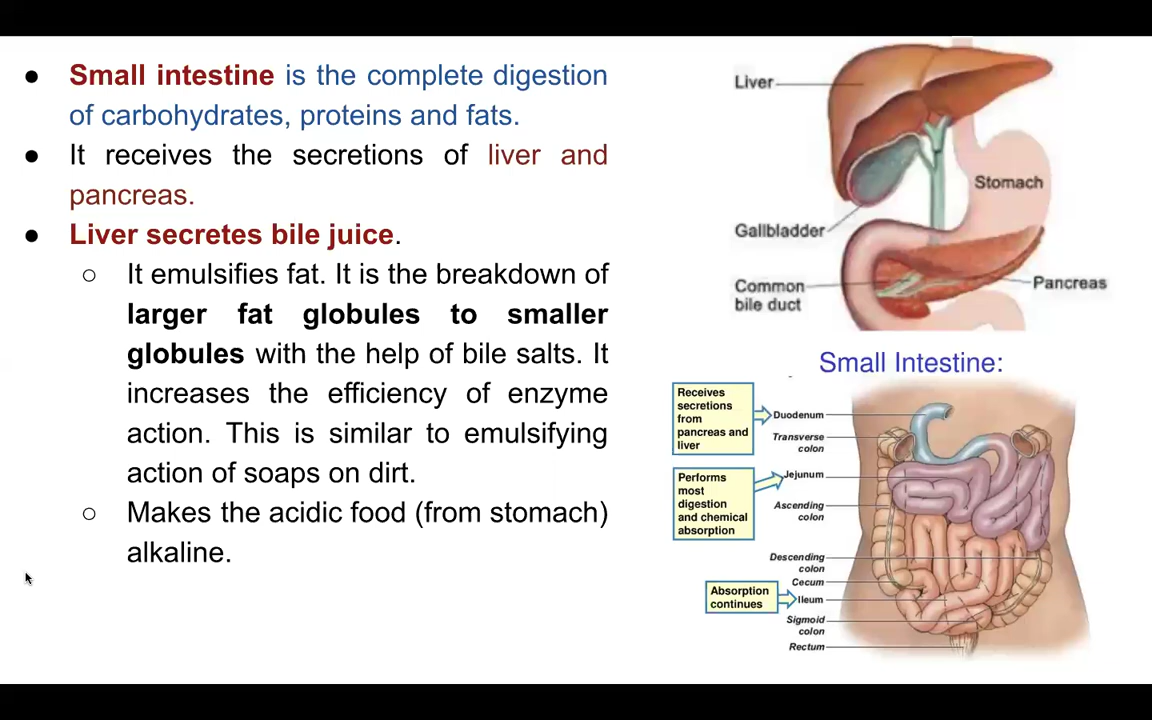 ● Small intestine is the complete digestion
of carbohydrates, proteins and fats.
● It receives the secretions of liver and
pancreas.
● Liver secretes bile juice.
○ It emulsifies fat. It is the breakdown of
larger fat globules to smaller
globules with the help of bile salts. It
increases the efficiency of enzyme
action. This is similar to emulsifying
action of soaps on dirt.
○ Makes the acidic food (from stomach)
alkaline.
Liver
Stomach
Gallbladder
Common
bile duct
Pancreas
Small Intestine:
Receives
secretions
from
pancreas and
liver
Duodenum
Transverse
colon
Performs
most
digestion
and chemical
absorption
Jejunum
Ascending
colon
Descending
colon
Cecum
Absorption
continues
Ileum
Sigmoid
colon
Rectum